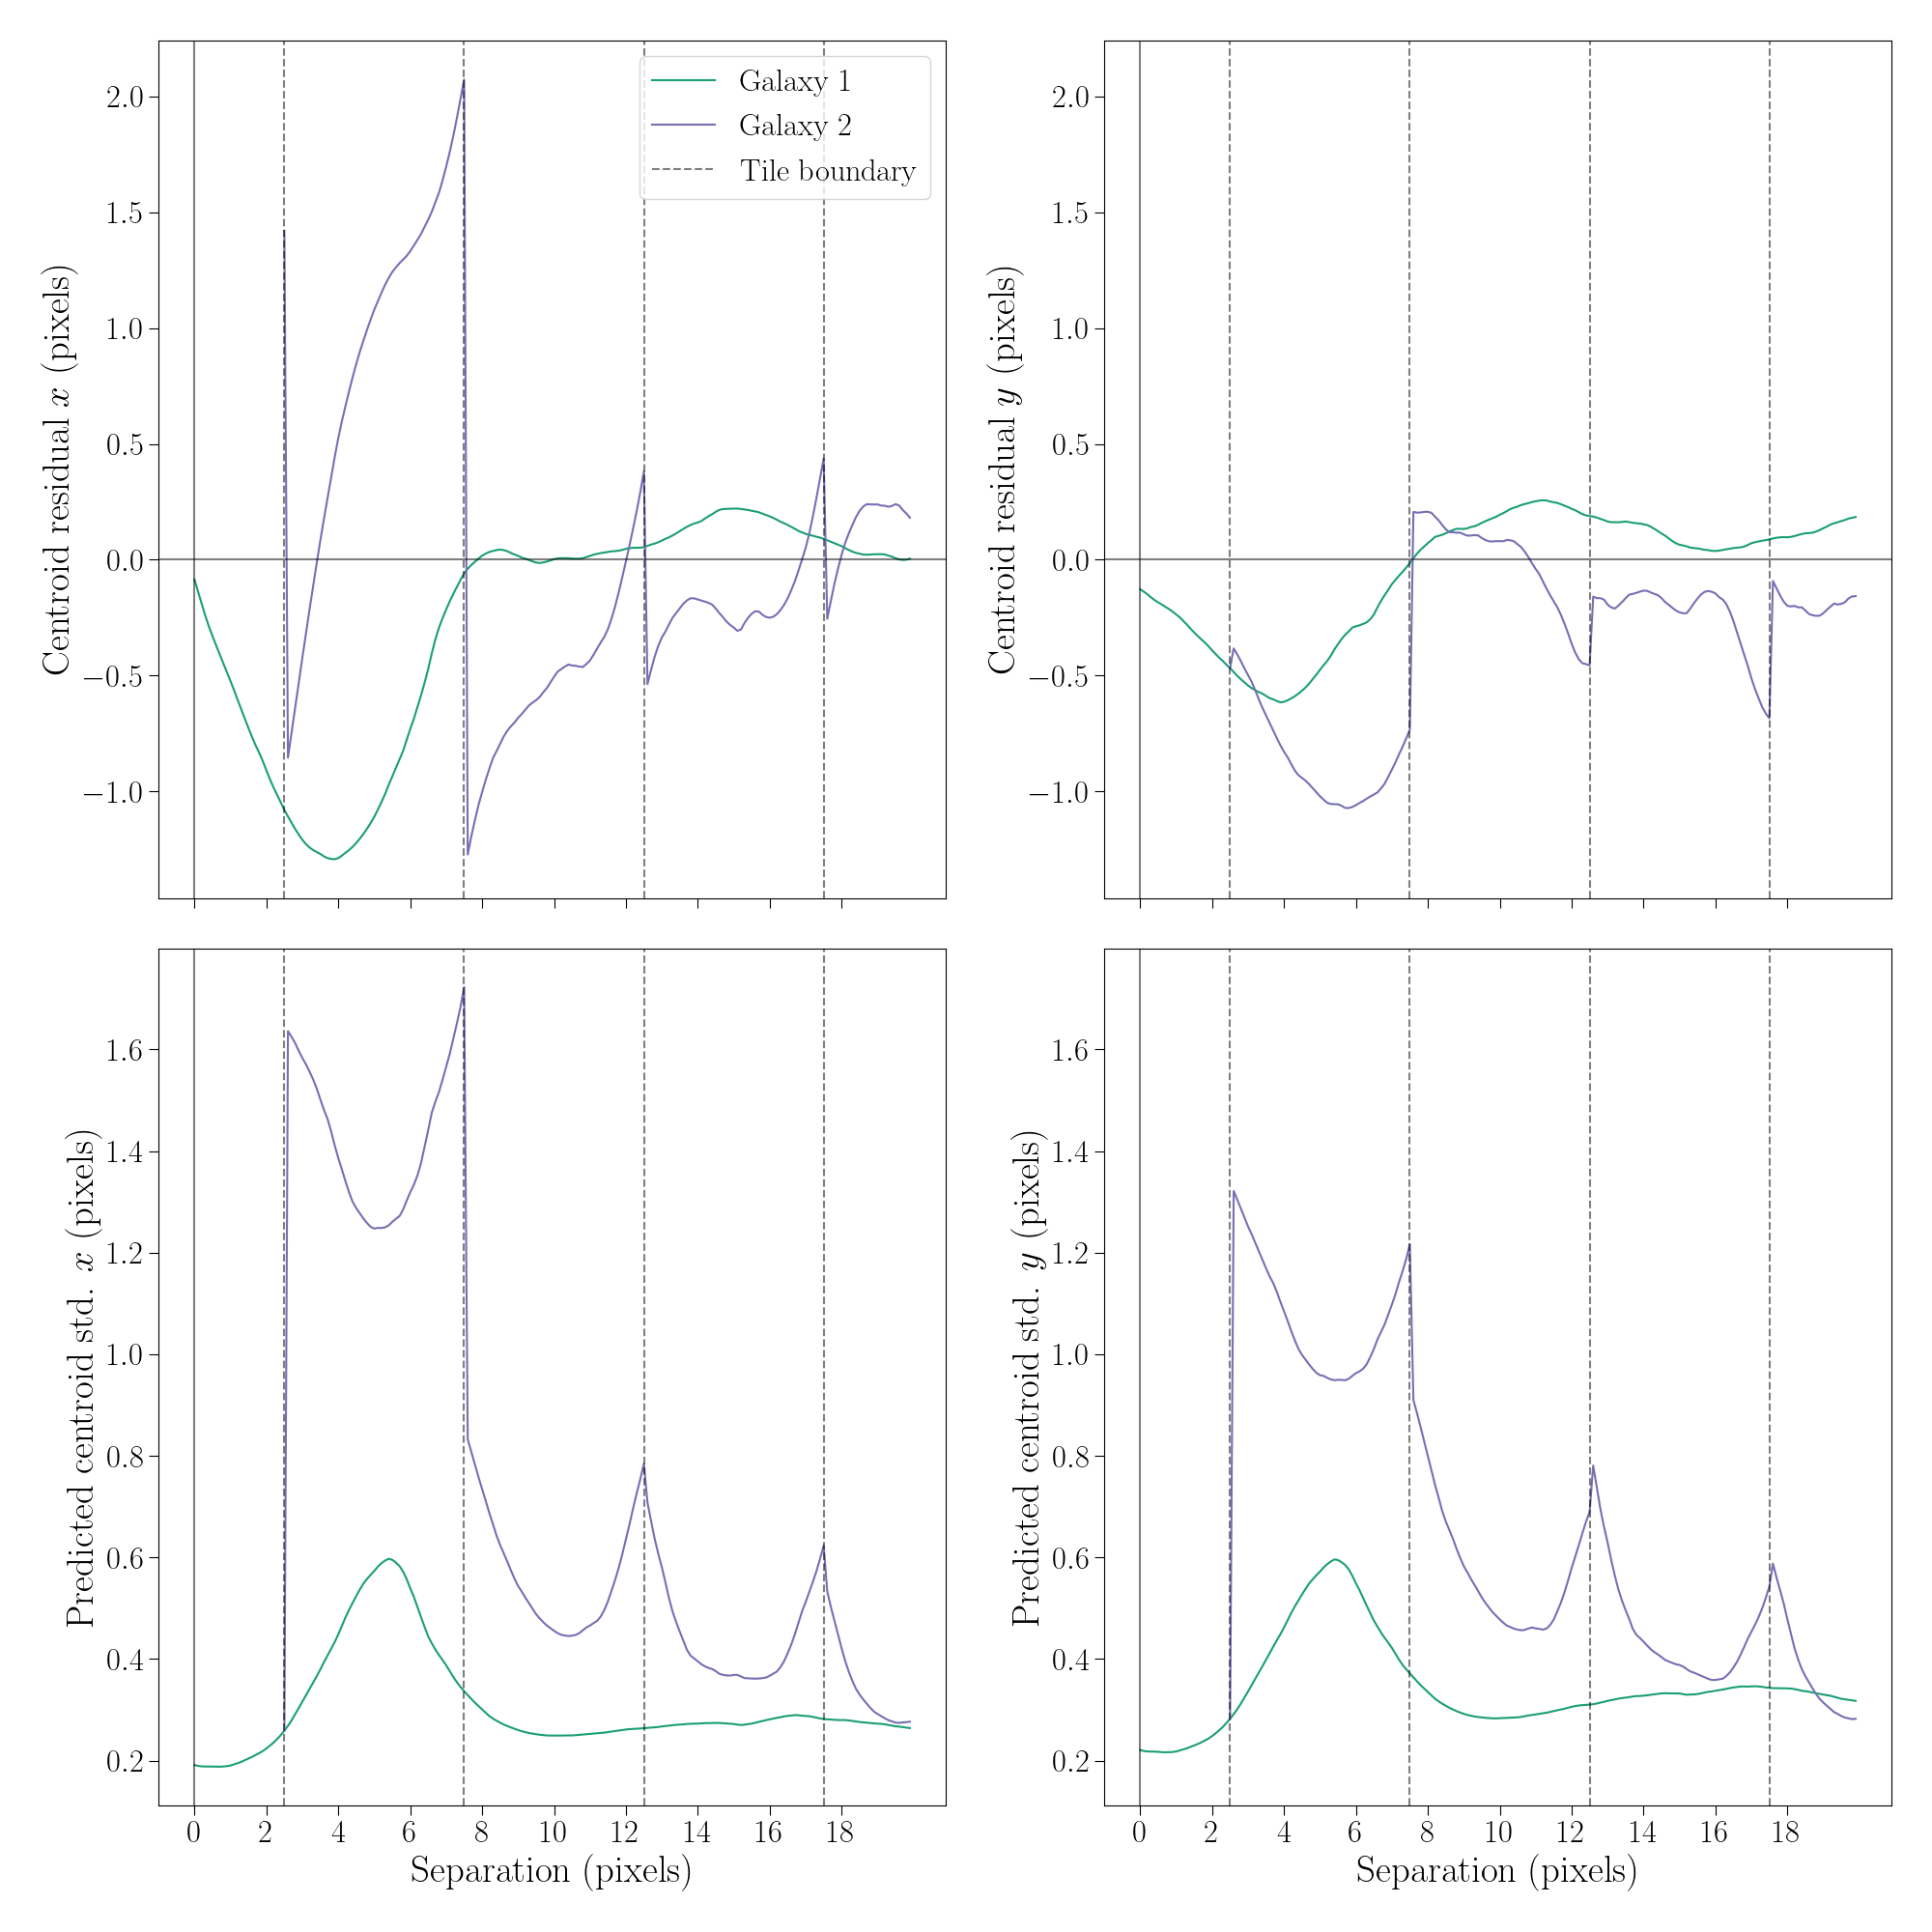 Centroid residual x (pixels)
2.0
1.5
1.0
0.5
0.0
−0.5
−1.0
Galaxy 1
Galaxy 2
Tile boundary
Centroid residual y (pixels)
2.0
1.5
1.0
0.5
0.0
−0.5
−1.0
Predicted centroid std. x (pixels)
1.6
1.4
1.2
1.0
0.8
0.6
0.4
0.2
0 2 4 6 8 10 12 14 16 18
Separation (pixels)
Predicted centroid std. y (pixels)
1.6
1.4
1.2
1.0
0.8
0.6
0.4
0.2
0 2 4 6 8 10 12 14 16 18
Separation (pixels)